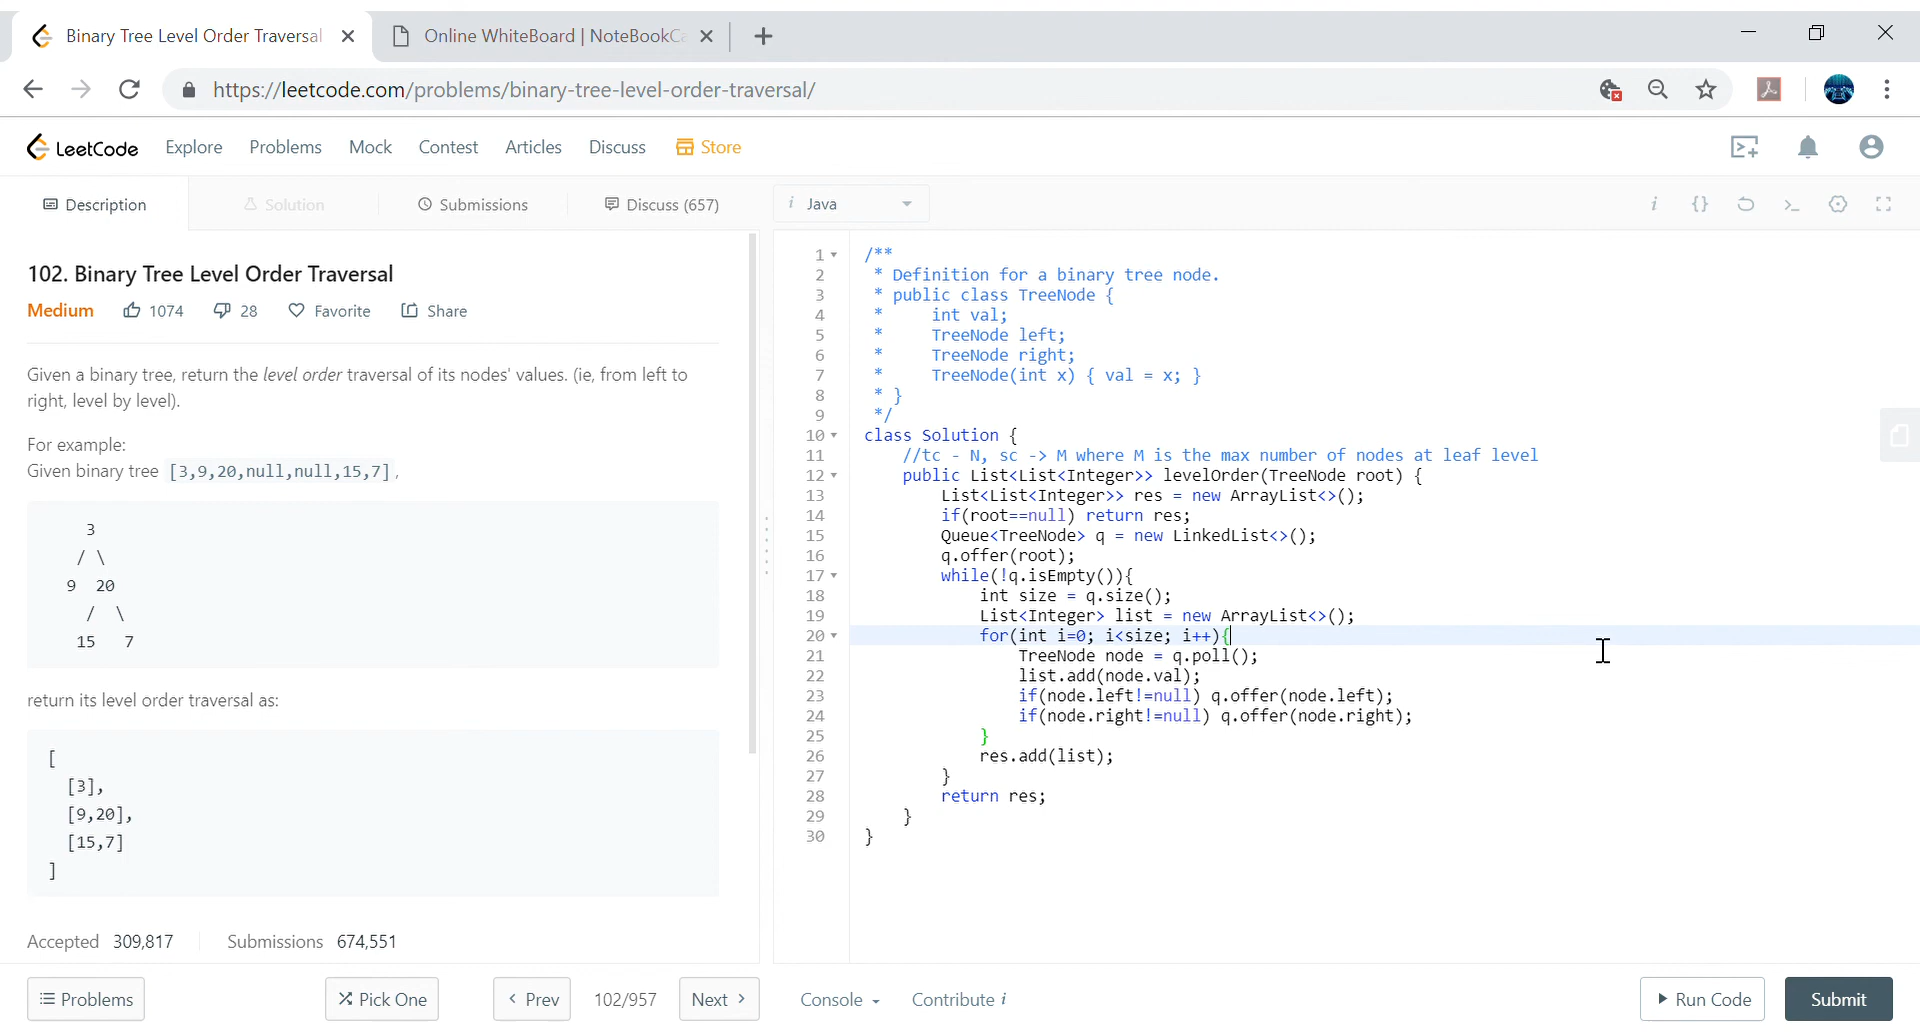 Binary Tree Level Order Traversal
Online WhiteBoard | NoteBookC
https://leetcode.com/problems/binary-tree-level-order-traversal/
LeetCode Explore Problems Mock Contest Articles Discuss Store
Description Solution Submissions Discuss (657)
i Java
i {} >_
102. Binary Tree Level Order Traversal
Medium 1074 28 Favorite Share
Given a binary tree, return the level order traversal of its nodes' values. (ie, from left to
right, level by level).
For example:
Given binary tree [3,9,20,null,null,15,7],
3
/ \
9 20
/ \
15 7
return its level order traversal as:
[
[3],
[9,20],
[15,7]
]
Accepted 309,817 Submissions 674,551
1 /**
2 * Definition for a binary tree node.
3 * public class TreeNode {
4 * int val;
5 * TreeNode left;
6 * TreeNode right;
7 * TreeNode(int x) { val = x; }
8 * }
9 */
10 class Solution {
11 //tc - N, sc -> M where M is the max number of nodes at leaf level
12 public List<List<Integer>> levelOrder(TreeNode root) {
13 List<List<Integer>> res = new ArrayList<>();
14 if(root==null) return res;
15 Queue<TreeNode> q = new LinkedList<>();
16 q.offer(root);
17 while(!q.isEmpty()){
18 int size = q.size();
19 List<Integer> list = new ArrayList<>();
20 for(int i=0; i<size; i++){
21 TreeNode node = q.poll();
22 list.add(node.val);
23 if(node.left!=null) q.offer(node.left);
24 if(node.right!=null) q.offer(node.right);
25 }
26 res.add(list);
27 }
28 return res;
29 }
30 }
Problems Pick One < Prev 102/957 Next > Console Contribute i Run Code Submit